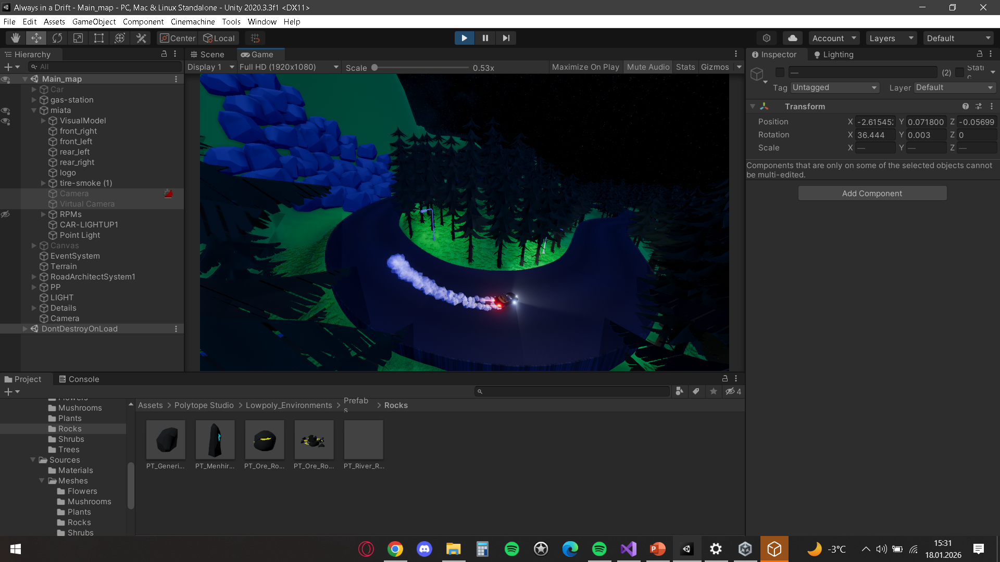 Always in a Drift - Main_map - PC, Mac & Linux Standalone - Unity 2020.3.3f1 <DX11>
File Edit Assets GameObject Component Cinemachine Tools Window Help
Center Local Account Layers Default
Hierarchy
All
Main_map
Car
gas-station
miata
VisualModel
front_right
front_left
rear_left
rear_right
logo
tire-smoke (1)
Camera
Virtual Camera
RPMs
CAR-LIGHTUP1
Point Light
Canvas
EventSystem
Terrain
RoadArchitectSystem1
PP
LIGHT
Details
Camera
DontDestroyOnLoad
Scene Game
Display 1 Full HD (1920x1080) Scale 0.53x Maximize On Play Mute Audio Stats Gizmos
Inspector Lighting
— (2) Stati
c
Tag Untagged Layer Default
Transform
Position X -2.615452 Y 0.071800 Z -0.05699
Rotation X 36.444 Y 0.003 Z 0
Scale X — Y — Z —
Components that are only on some of the selected objects cannot
be multi-edited.
Add Component
Project Console
4
Flowers
Mushrooms
Plants
Rocks
Shrubs
Trees
Sources
Materials
Meshes
Flowers
Mushrooms
Plants
Rocks
Shrubs
Assets > Polytope Studio > Lowpoly_Environments > Prefab
s > Rocks
PT_Generi... PT_Menhir... PT_Ore_Ro... PT_Ore_Ro... PT_River_R...
-3°C
15:31
18.01.2026